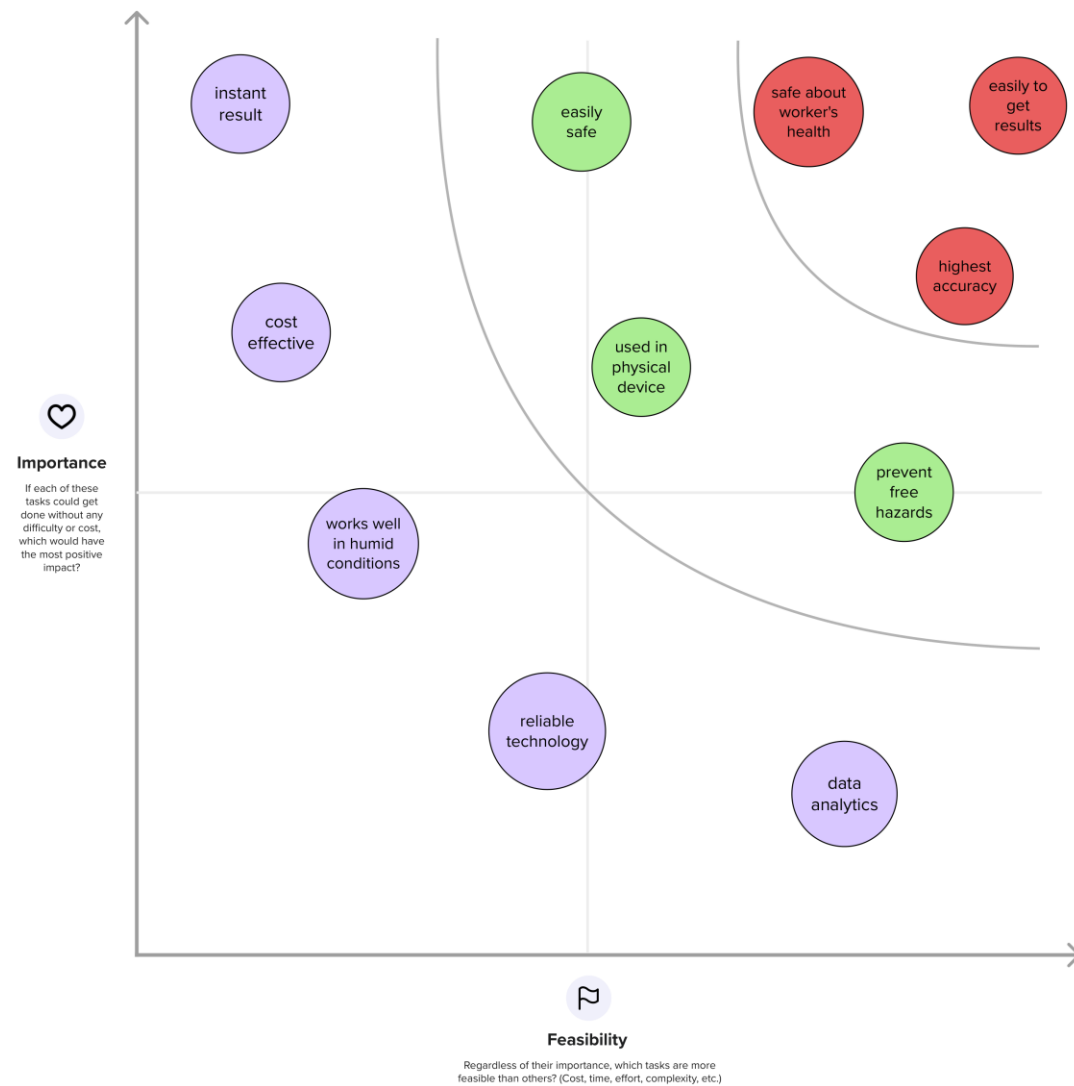 instant
result
easily
safe
safe about
worker's
health
easily to
get
results
highest
accuracy
cost
effective
used in
physical
device
Importance
If each of these
tasks could get
done without any
difficulty or cost,
which would have
the most positive
impact?
prevent
free
hazards
works well
in humid
conditions
reliable
technology
data
analytics
Feasibility
Regardless of their importance, which tasks are more
feasible than others? (Cost, time, effort, complexity, etc.)